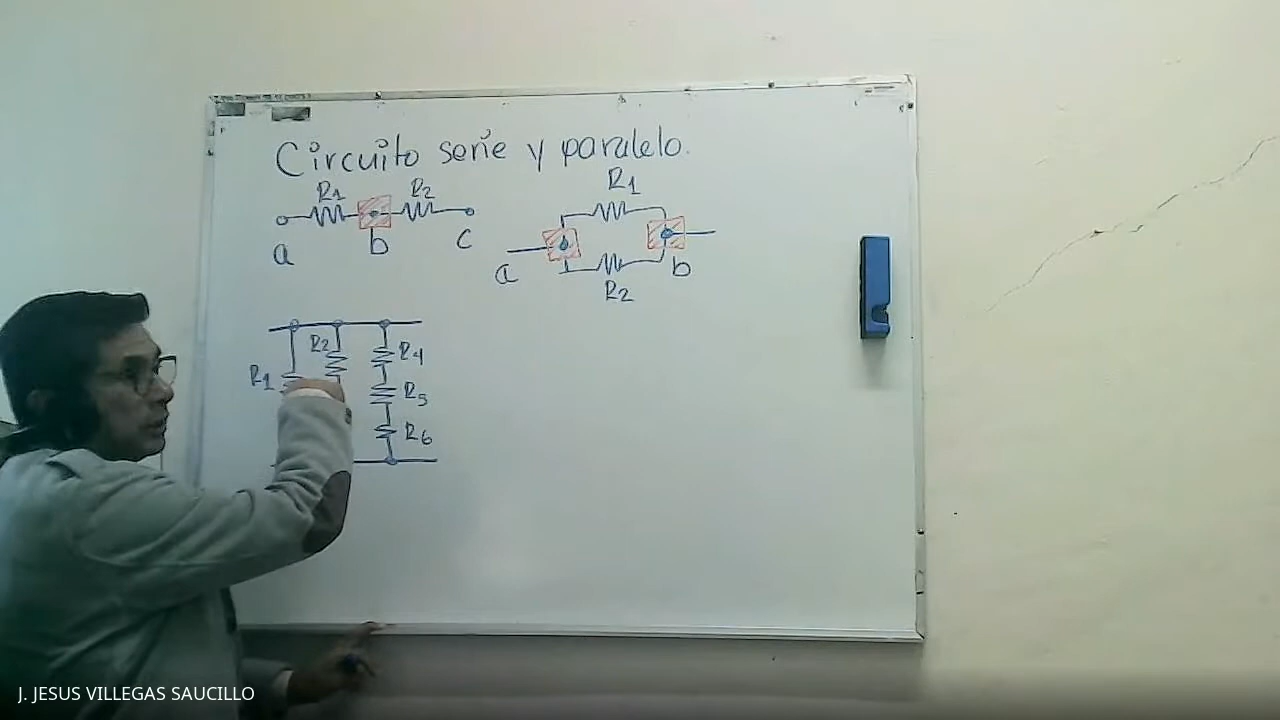 Circuito serie y paralelo.
R1 R2
a b c
R1
a b
R2
R2 R4
R1 R5
R6
J. JESUS VILLEGAS SAUCILLO